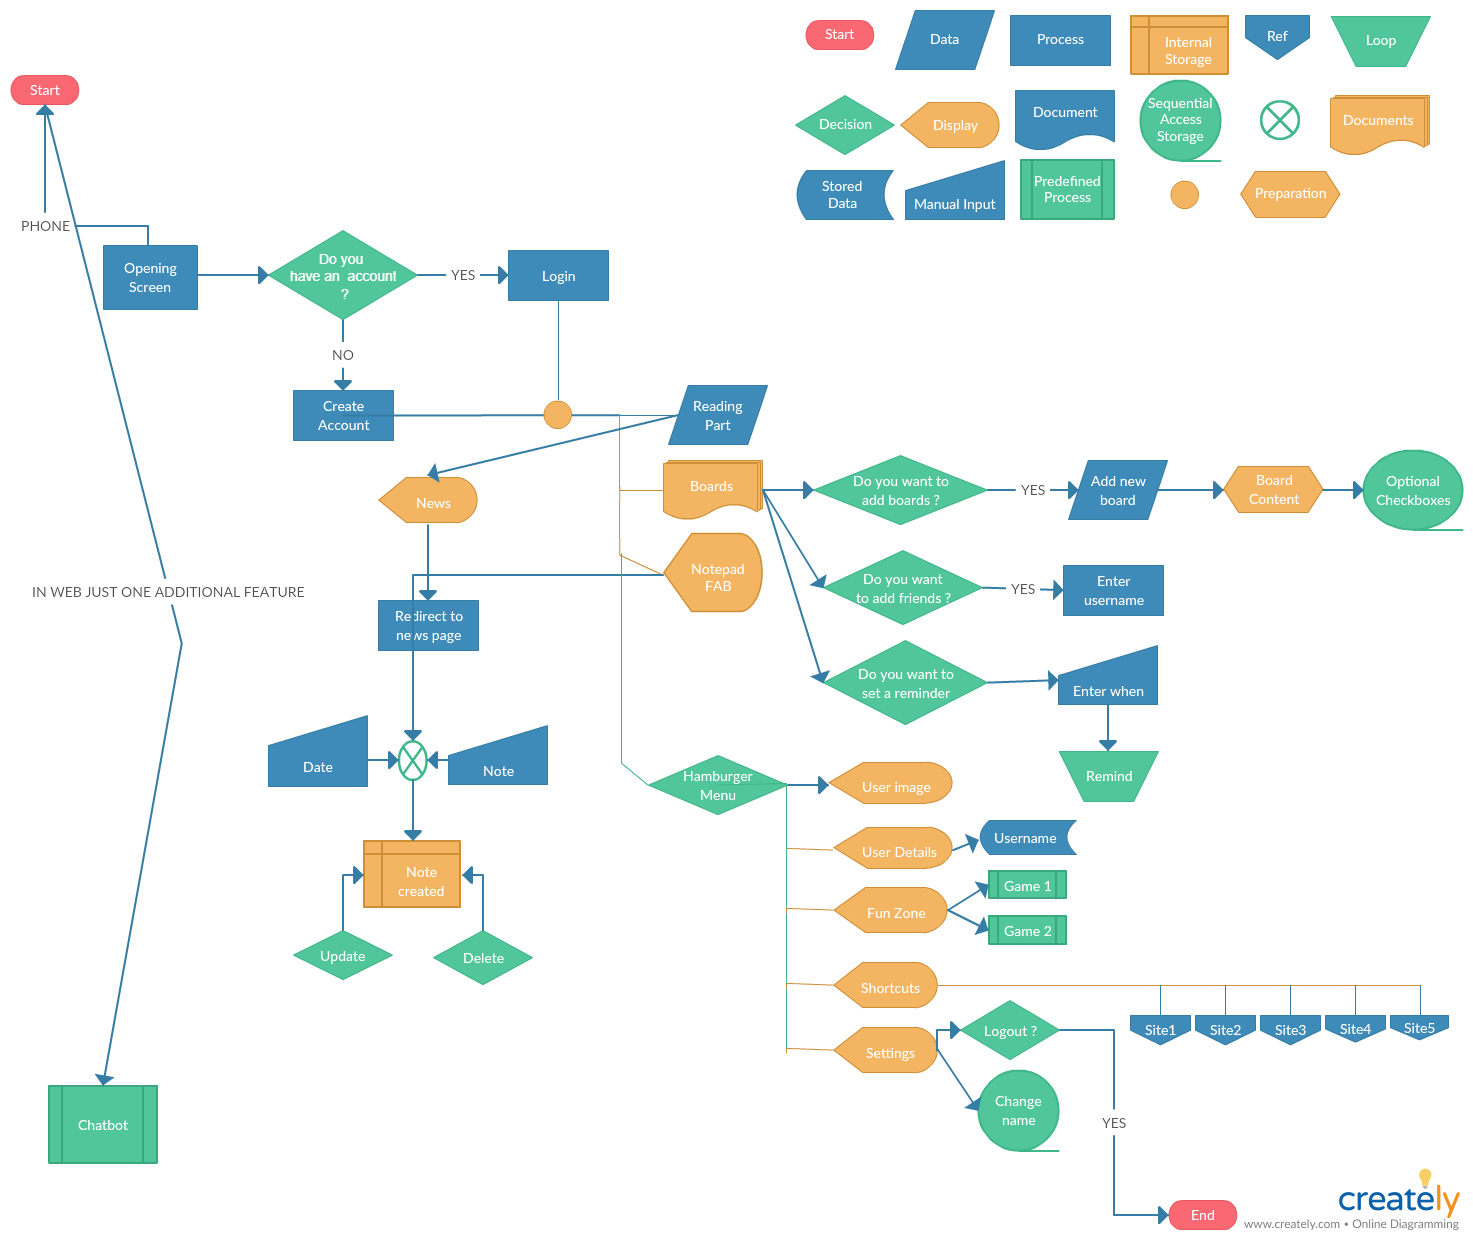 Start
Data
Process
Internal
Storage
Ref
Loop
Decision
Display
Document
Sequential
Access
Storage
Documents
Stored
Data
Manual Input
Predefined
Process
Preparation
Start
PHONE
Opening
Screen
Do you
have an account
?
YES
Login
NO
Create
Account
Reading
Part
News
Boards
Do you want to
add boards ?
YES
Add new
board
Board
Content
Optional
Checkboxes
Notepad
FAB
Do you want
to add friends ?
YES
Enter
username
IN WEB JUST ONE ADDITIONAL FEATURE
Redirect to
news page
Do you want to
set a reminder
Enter when
Date
Note
Hamburger
Menu
User image
Remind
User Details
Username
Note
created
Fun Zone
Game 1
Game 2
Update
Delete
Shortcuts
Site1
Site2
Site3
Site4
Site5
Settings
Logout ?
Change
name
Chatbot
YES
End
creately
www.creately.com • Online Diagramming